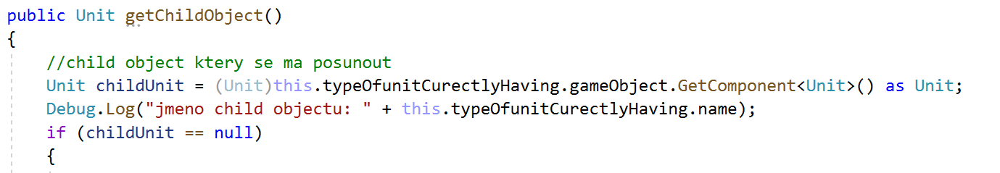 public Unit getChildObject()
{
//child object ktery se ma posunout
Unit childUnit = (Unit)this.typeOfunitCurectlyHaving.gameObject.GetComponent<Unit>() as Unit;
Debug.Log("jmeno child objectu: " + this.typeOfunitCurectlyHaving.name);
if (childUnit == null)
{